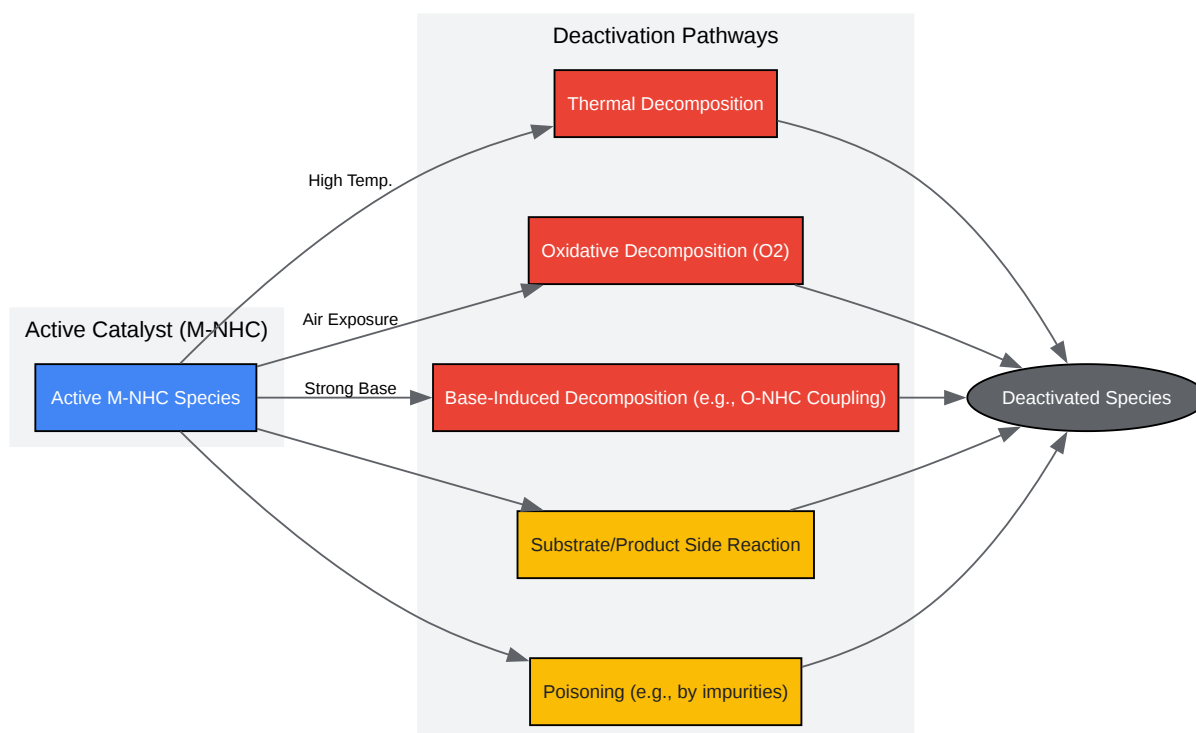 Deactivation Pathways
Thermal Decomposition
High Temp.
Oxidative Decomposition (O2)
Air Exposure
Active Catalyst (M-NHC)
Active M-NHC Species
Strong Base
Base-Induced Decomposition (e.g., O-NHC Coupling)
Deactivated Species
Substrate/Product Side Reaction
Poisoning (e.g., by impurities)